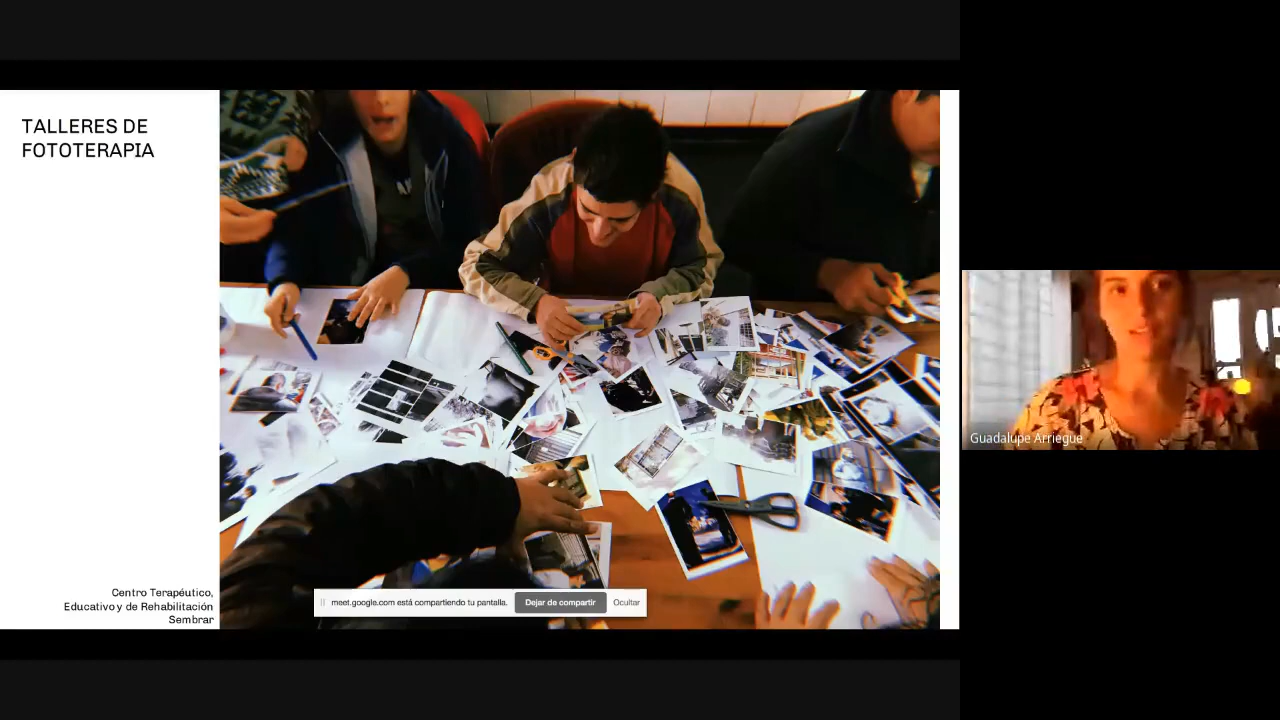 TALLERES DE
FOTOTERAPIA
Centro Terapéutico,
Educativo y de Rehabilitación
Sembrar
meet.google.com está compartiendo tu pantalla.
Dejar de compartir
Ocultar
Guadalupe Arriegue